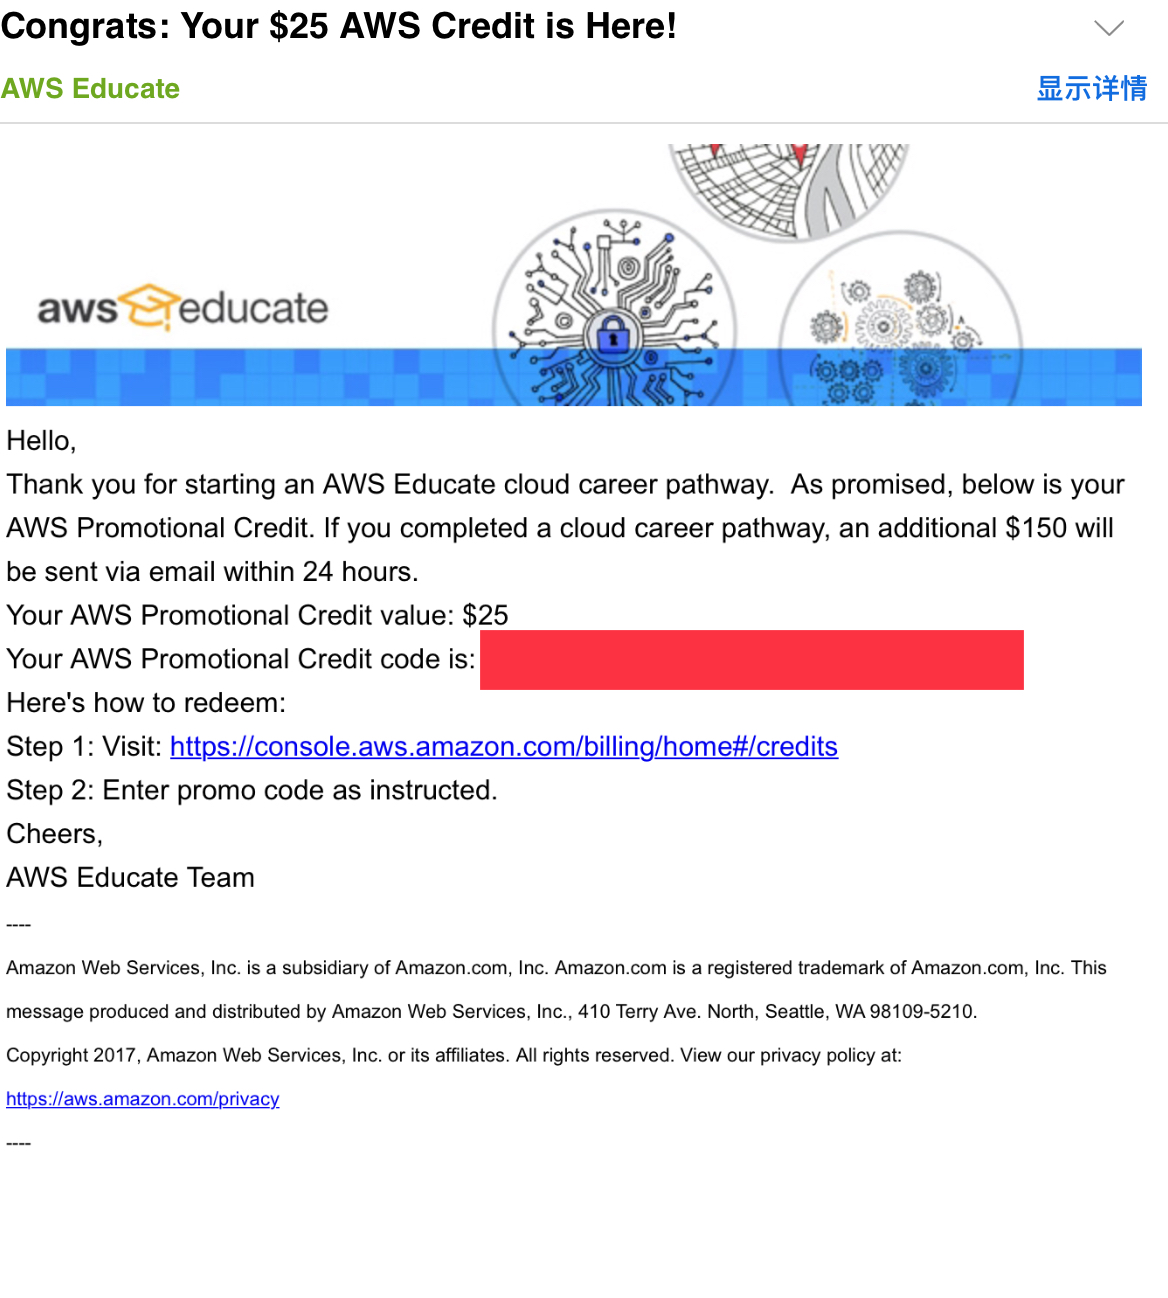 Congrats: Your $25 AWS Credit is Here!
AWS Educate 显示详情
aws educate
Hello,
Thank you for starting an AWS Educate cloud career pathway.  As promised, below is your
AWS Promotional Credit. If you completed a cloud career pathway, an additional $150 will
be sent via email within 24 hours.
Your AWS Promotional Credit value: $25
Your AWS Promotional Credit code is:
Here's how to redeem:
Step 1: Visit: https://console.aws.amazon.com/billing/home#/credits
Step 2: Enter promo code as instructed.
Cheers,
AWS Educate Team
----
Amazon Web Services, Inc. is a subsidiary of Amazon.com, Inc. Amazon.com is a registered trademark of Amazon.com, Inc. This
message produced and distributed by Amazon Web Services, Inc., 410 Terry Ave. North, Seattle, WA 98109-5210.
Copyright 2017, Amazon Web Services, Inc. or its affiliates. All rights reserved. View our privacy policy at:
https://aws.amazon.com/privacy
----